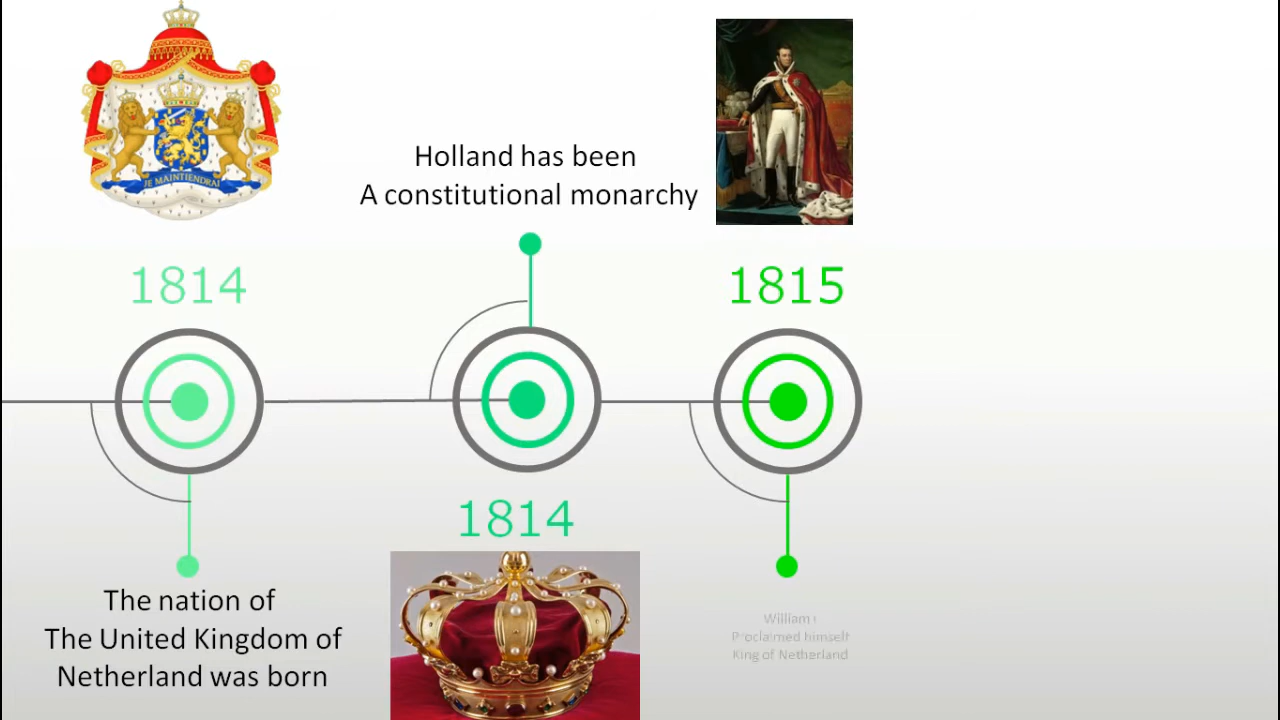 JE MAINTIENDRAI
1814
The nation of
The United Kingdom of
Netherland was born
Holland has been
A constitutional monarchy
1814
1815
William I
Proclaimed himself
King of Netherland